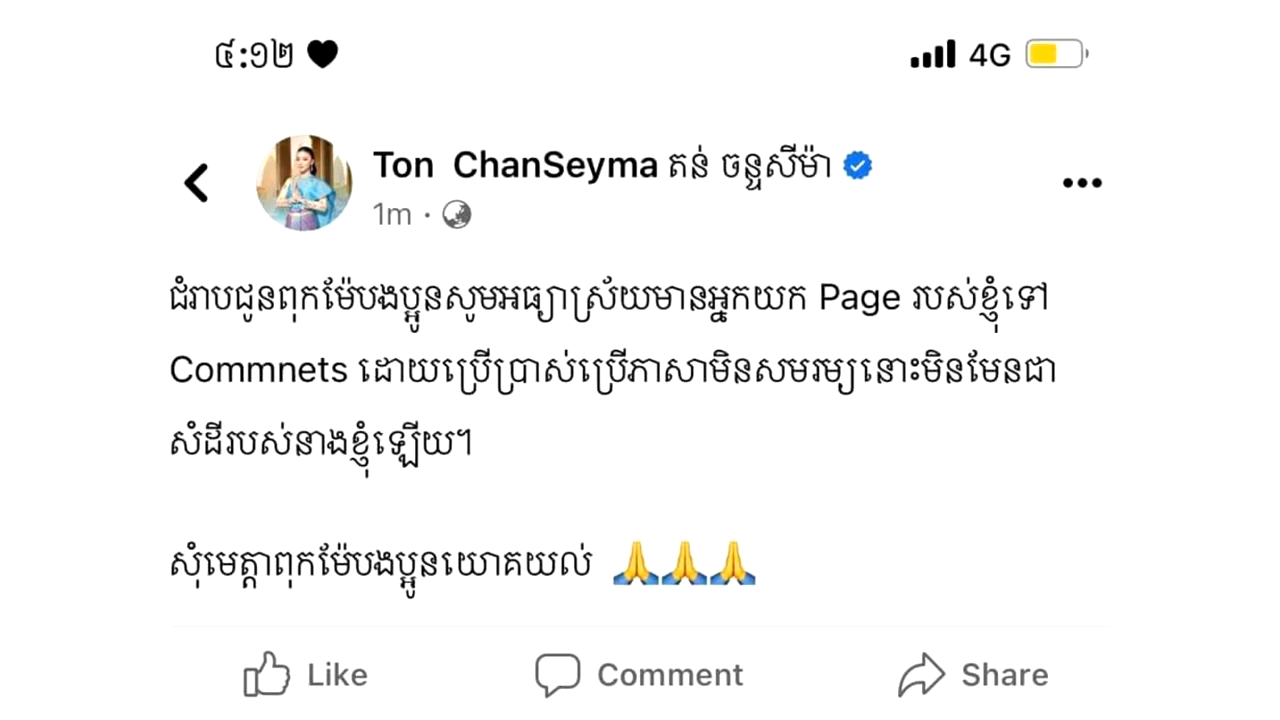 ៤:១២ 🖤 4G
Ton ChanSeyma តន់ ចន្ទសីម៉ា
1m ·
ជំរាបជូនពុកម៉ែបងប្អូនសូមអធ្យាស្រ័យមានអ្នកយក Page របស់ខ្ញុំទៅ
Commnets ដោយប្រើប្រាស់ប្រើភាសាមិនសមរម្យនោះមិនមែនជា
សំដីរបស់នាងខ្ញុំឡើយ។
សុំមេត្តាពុកម៉ែបងប្អូនយោគយល់ 🙏🙏🙏
Like Comment Share